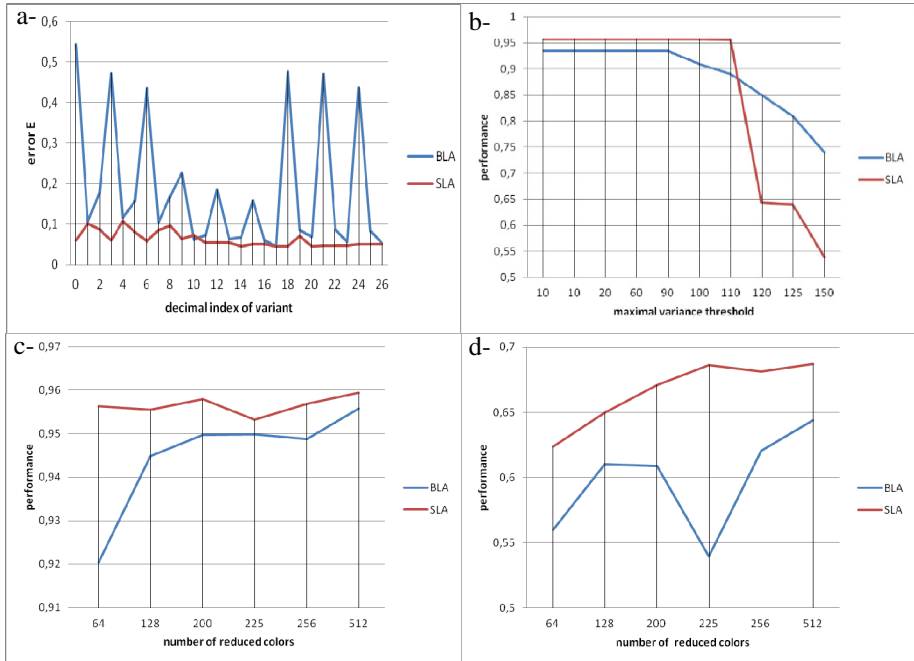 a-
0,6
0,5
0,4
0,3
0,2
0,1
0
error E
0 2 4 6 8 10 12 14 16 18 20 22 24 26
decimal index of variant
BLA
SLA
b-
1
0,95
0,9
0,85
0,8
0,75
0,7
0,65
0,6
0,55
0,5
performance
10 10 20 60 90 100 110 120 125 150
maximal variance threshold
BLA
SLA
c-
0,97
0,96
0,95
0,94
0,93
0,92
0,91
performance
64 128 200 225 256 512
number of reduced colors
BLA
SLA
d-
0,7
0,65
0,6
0,55
0,5
performance
64 128 200 225 256 512
number of reduced colors
BLA
SLA